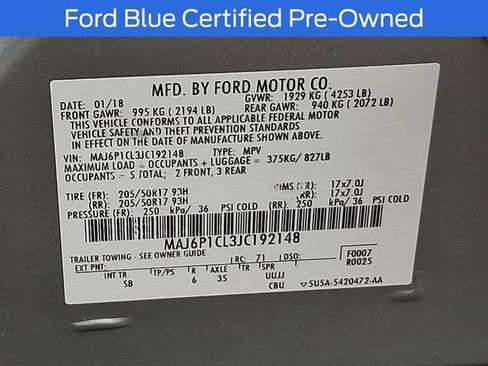 Ford Blue Certified Pre-Owned
MFD. BY FORD MOTOR CO.
DATE: 01/18 GVWR: 1929 KG ( 4253 LB)
FRONT GAWR: 995 KG ( 2194 LB) REAR GAWR: 940 KG ( 2072 LB)
THIS VEHICLE CONFORMS TO ALL APPLICABLE FEDERAL MOTOR
VEHICLE SAFETY AND BUMPER STANDARDS
IN EFFECT ON THE DATE OF MANUFACTURE SHOWN ABOVE.
VIN: MAJ6P1CL3JC192148 TYPE: MPV
MAXIMUM LOAD = OCCUPANTS + LUGGAGE = 375KG/ 827LB
OCCUPANTS = 5 (TOTAL) 2 FRONT, 3 REAR
TIRE (FR): 205/50R17 93H RIMS (FR): 17x7.0J
(RR): 205/50R17 93H (RR): 17x7.0J
PRESSURE (FR): 250 kPa/ 36 PSI COLD (RR): 250 kPa/ 36 PSI COLD
MAJ6P1CL3JC192148
TRAILER TOWING - SEE OWNER GUIDE F0007
EXT PNT: RC: 71 DSO: R0025
INT TR TP/PS R AXLE TR SPR UUJJ
SB 6 35 CBU
5U5A-5420472-AA